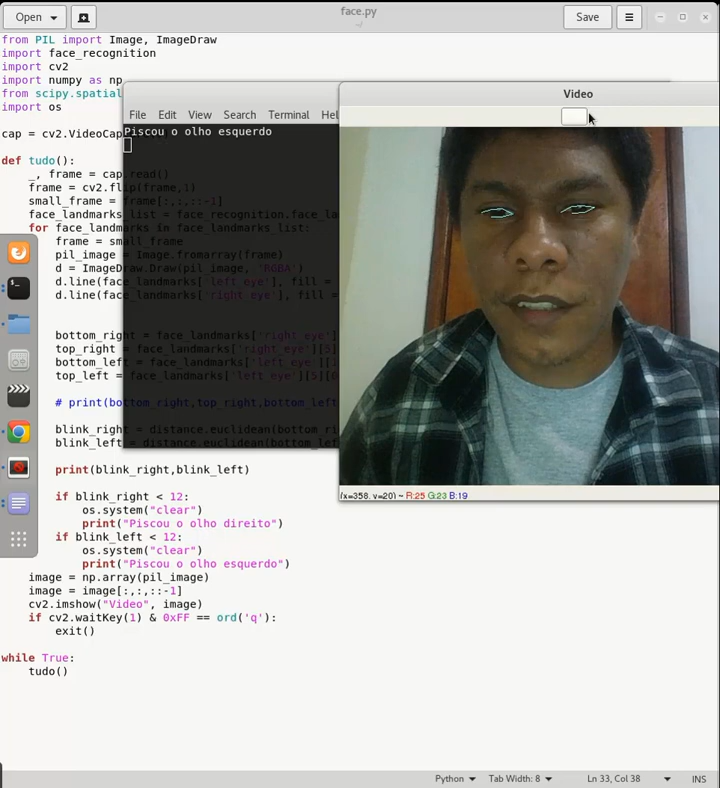 Open
face.py
~/
Save
from PIL import Image, ImageDraw
import face_recognition
import cv2
import numpy as np
from scipy.spatial
import os
cap = cv2.VideoCap
def tudo():
_, frame = cap.read()
frame = cv2.flip(frame,1)
small_frame = frame[:,:,::-1]
face_landmarks_list = face_recognition.face_la
for face_landmarks in face_landmarks_list:
frame = small_frame
pil_image = Image.fromarray(frame)
d = ImageDraw.Draw(pil_image, 'RGBA')
d.line(face_landmarks['left_eye'], fill =
d.line(face_landmarks['right_eye'], fill =
bottom_right = face_landmarks['right_eye']
top_right = face_landmarks['right_eye'][5]
bottom_left = face_landmarks['left_eye']
top_left = face_landmarks['left_eye'][5]
# print(bottom_right,top_right,bottom_left
blink_right = distance.euclidean(bottom_ri
blink_left = distance.euclidean(bottom_lef
print(blink_right,blink_left)
if blink_right < 12:
os.system("clear")
print("Piscou o olho direito")
if blink_left < 12:
os.system("clear")
print("Piscou o olho esquerdo")
image = np.array(pil_image)
image = image[:,:,::-1]
cv2.imshow("Video", image)
if cv2.waitKey(1) & 0xFF == ord('q'):
exit()
while True:
tudo()
File Edit View Search Terminal Hel
Piscou o olho esquerdo
Video
(x=358, y=20) ~ R:25 G:23 B:19
Python Tab Width: 8 Ln 33, Col 38 INS